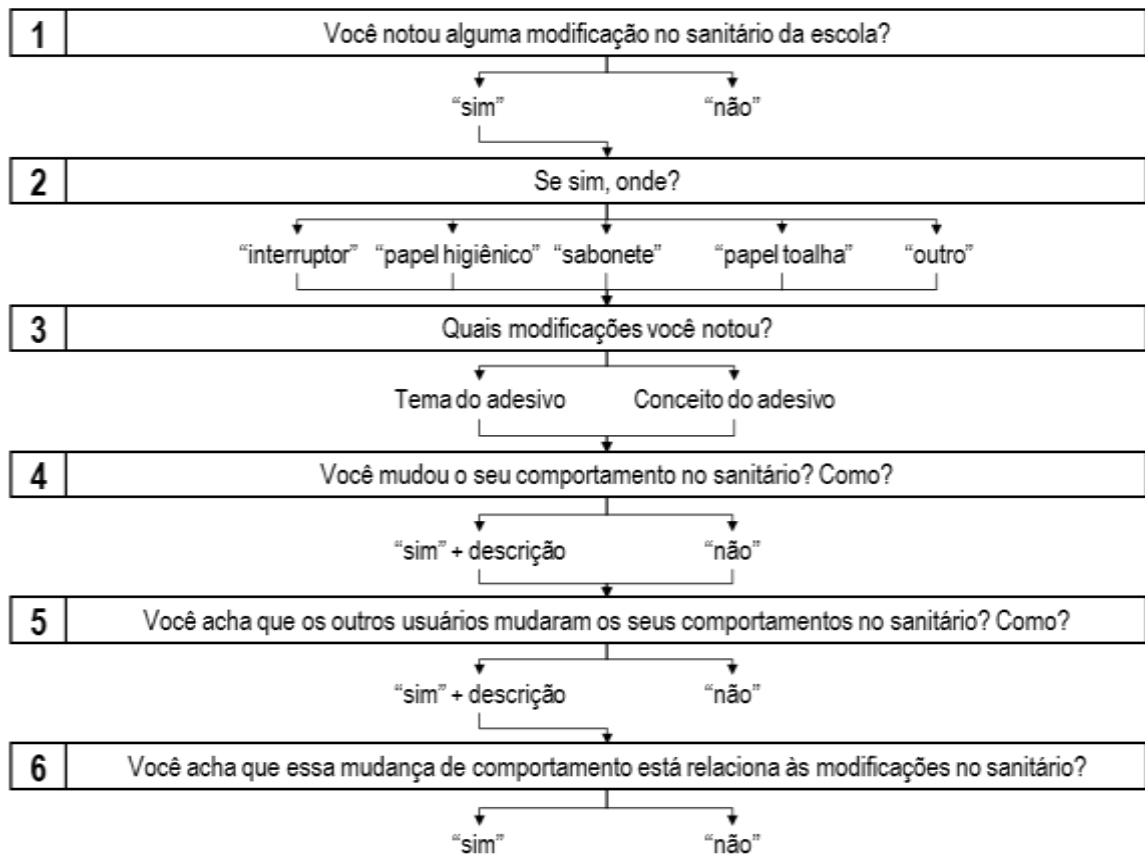 1 Você notou alguma modificação no sanitário da escola?
“sim” “não”
2 Se sim, onde?
“interruptor” “papel higiênico” “sabonete” “papel toalha” “outro”
3 Quais modificações você notou?
Tema do adesivo Conceito do adesivo
4 Você mudou o seu comportamento no sanitário? Como?
“sim” + descrição “não”
5 Você acha que os outros usuários mudaram os seus comportamentos no sanitário? Como?
“sim” + descrição “não”
6 Você acha que essa mudança de comportamento está relaciona às modificações no sanitário?
“sim” “não”